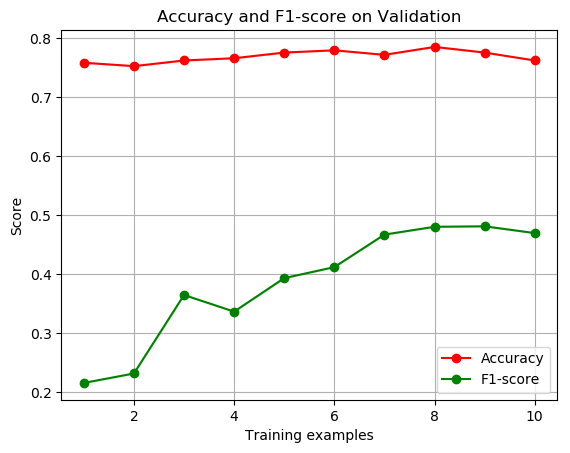 Accuracy and F1-score on Validation
Score
0.8
0.7
0.6
0.5
0.4
0.3
0.2
2 4 6 8 10
Training examples
Accuracy
F1-score